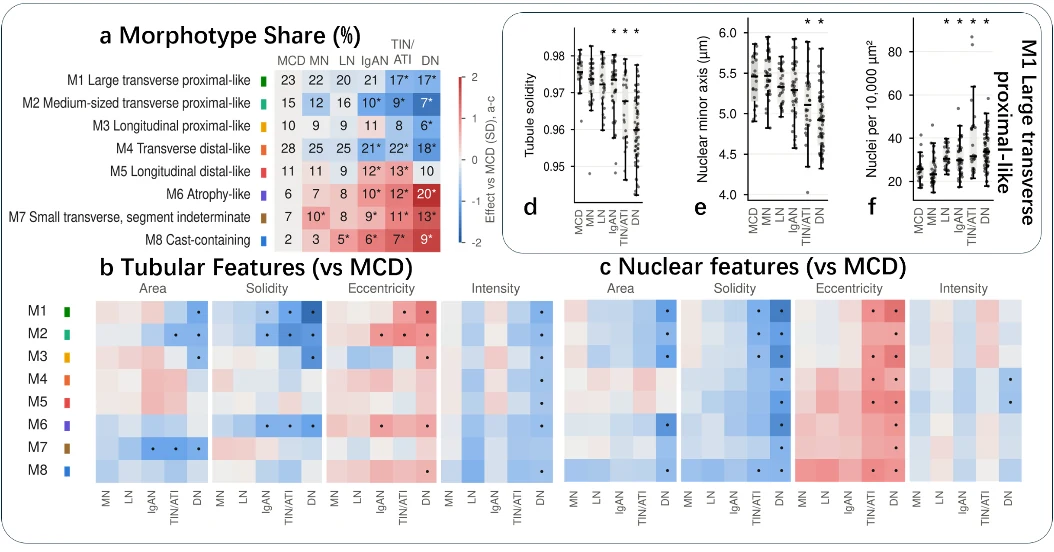 a Morphotype Share (%)
MCD MN LN IgAN TIN/ATI DN
M1 Large transverse proximal-like 23 22 20 21 17* 17*
M2 Medium-sized transverse proximal-like 15 12 16 10* 9* 7*
M3 Longitudinal proximal-like 10 9 9 11 8 6*
M4 Transverse distal-like 28 25 25 21* 22* 18*
M5 Longitudinal distal-like 11 11 9 12* 13* 10
M6 Atrophy-like 6 7 8 10* 12* 20*
M7 Small transverse, segment indeterminate 7 10* 8 9* 11* 13*
M8 Cast-containing 2 3 5* 6* 7* 9*
2
1
0
-1
-2
Effect vs MCD (SD), a-c
* * *
0.98
0.97
0.96
0.95
Tubule solidity
d
MCD MN LN IgAN TIN/ATI DN
* *
6.0
5.5
5.0
4.5
4.0
Nuclear minor axis (μm)
e
MCD MN LN IgAN TIN/ATI DN
* * * *
80
60
40
20
Nuclei per 10,000 μm²
f
MCD MN LN IgAN TIN/ATI DN
M1 Large transverse
proximal-like
b Tubular Features (vs MCD)
Area Solidity Eccentricity Intensity
M1
M2
M3
M4
M5
M6
M7
M8
MN LN IgAN TIN/ATI DN
MN LN IgAN TIN/ATI DN
MN LN IgAN TIN/ATI DN
MN LN IgAN TIN/ATI DN
c Nuclear features (vs MCD)
Area Solidity Eccentricity Intensity
MN LN IgAN TIN/ATI DN
MN LN IgAN TIN/ATI DN
MN LN IgAN TIN/ATI DN
MN LN IgAN TIN/ATI DN